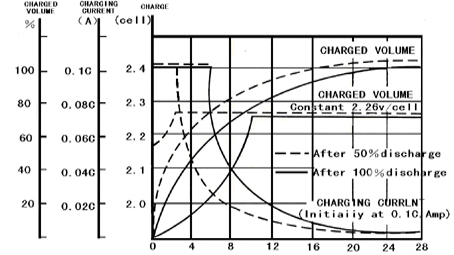 CHARGED VOLUME CHARGING CURRENT (A) CHARGE (cell)
CHARGED VOLUME
100 0.1C 2.4
CHARGED VOLUME
80 0.08C 2.3
Constant 2.26v/cell
60 0.06C 2.2
After 50%discharge
40 0.04C 2.1
After 100%discharge
20 0.02C 2.0
CHARGING CURRLNT
(Initiaiiy at 0.1C.Amp)
0 4 8 12 16 20 24 28